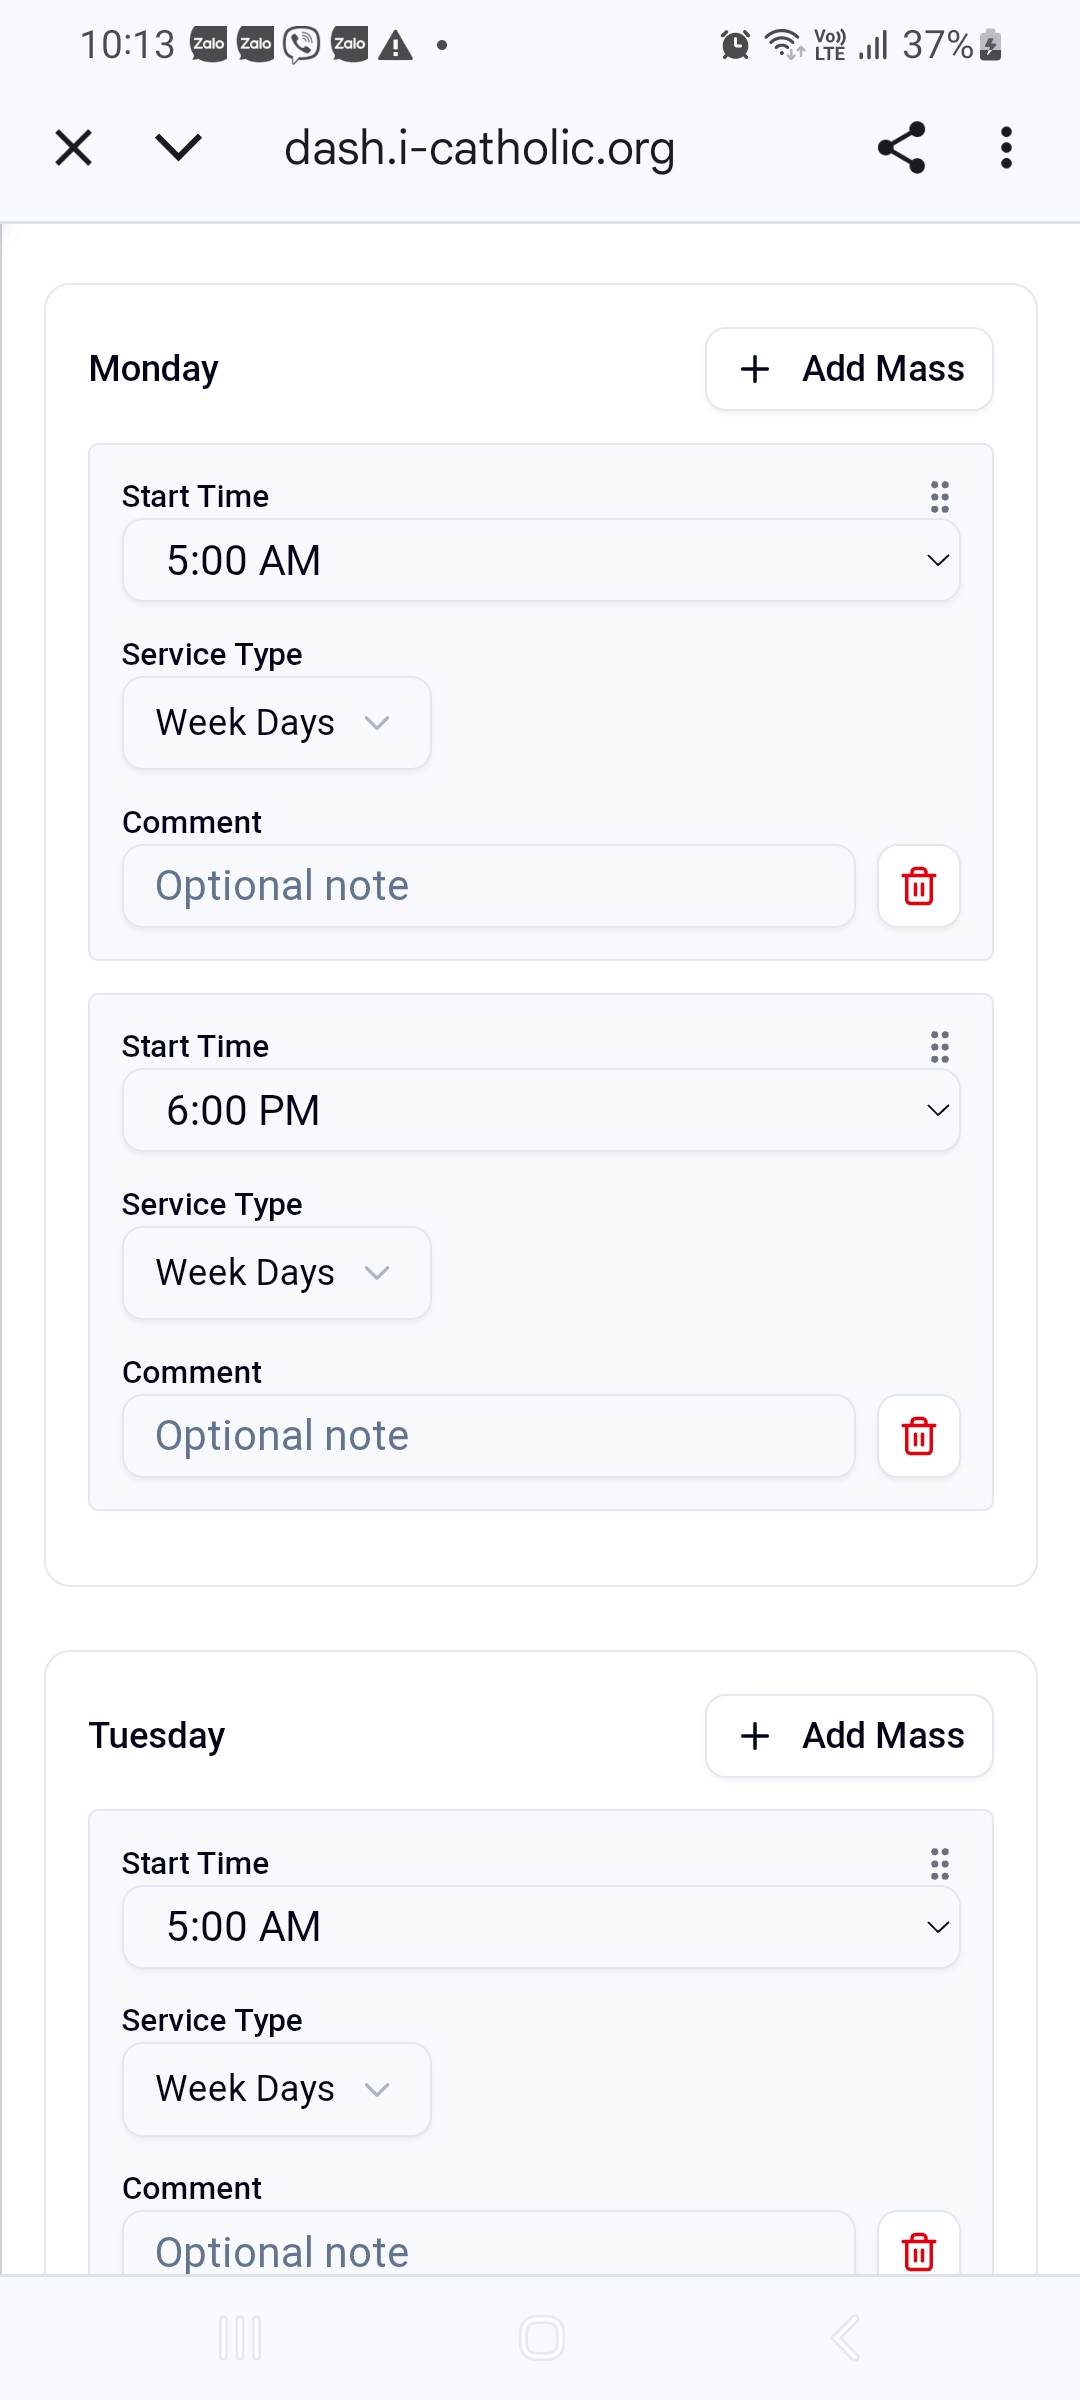 10:13 Zalo Zalo Zalo Vo)) LTE 37%
dash.i-catholic.org
Monday
+ Add Mass
Start Time
5:00 AM
Service Type
Week Days
Comment
Optional note
Start Time
6:00 PM
Service Type
Week Days
Comment
Optional note
Tuesday
+ Add Mass
Start Time
5:00 AM
Service Type
Week Days
Comment
Optional note